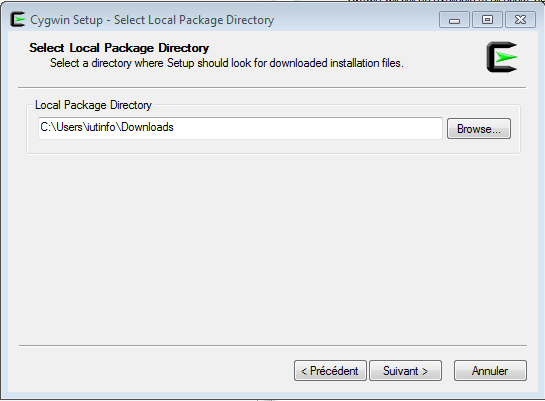 Cygwin Setup - Select Local Package Directory
Select Local Package Directory
Select a directory where Setup should look for downloaded installation files.
Local Package Directory
C:\Users\iutinfo\Downloads
Browse...
< Précédent
Suivant >
Annuler